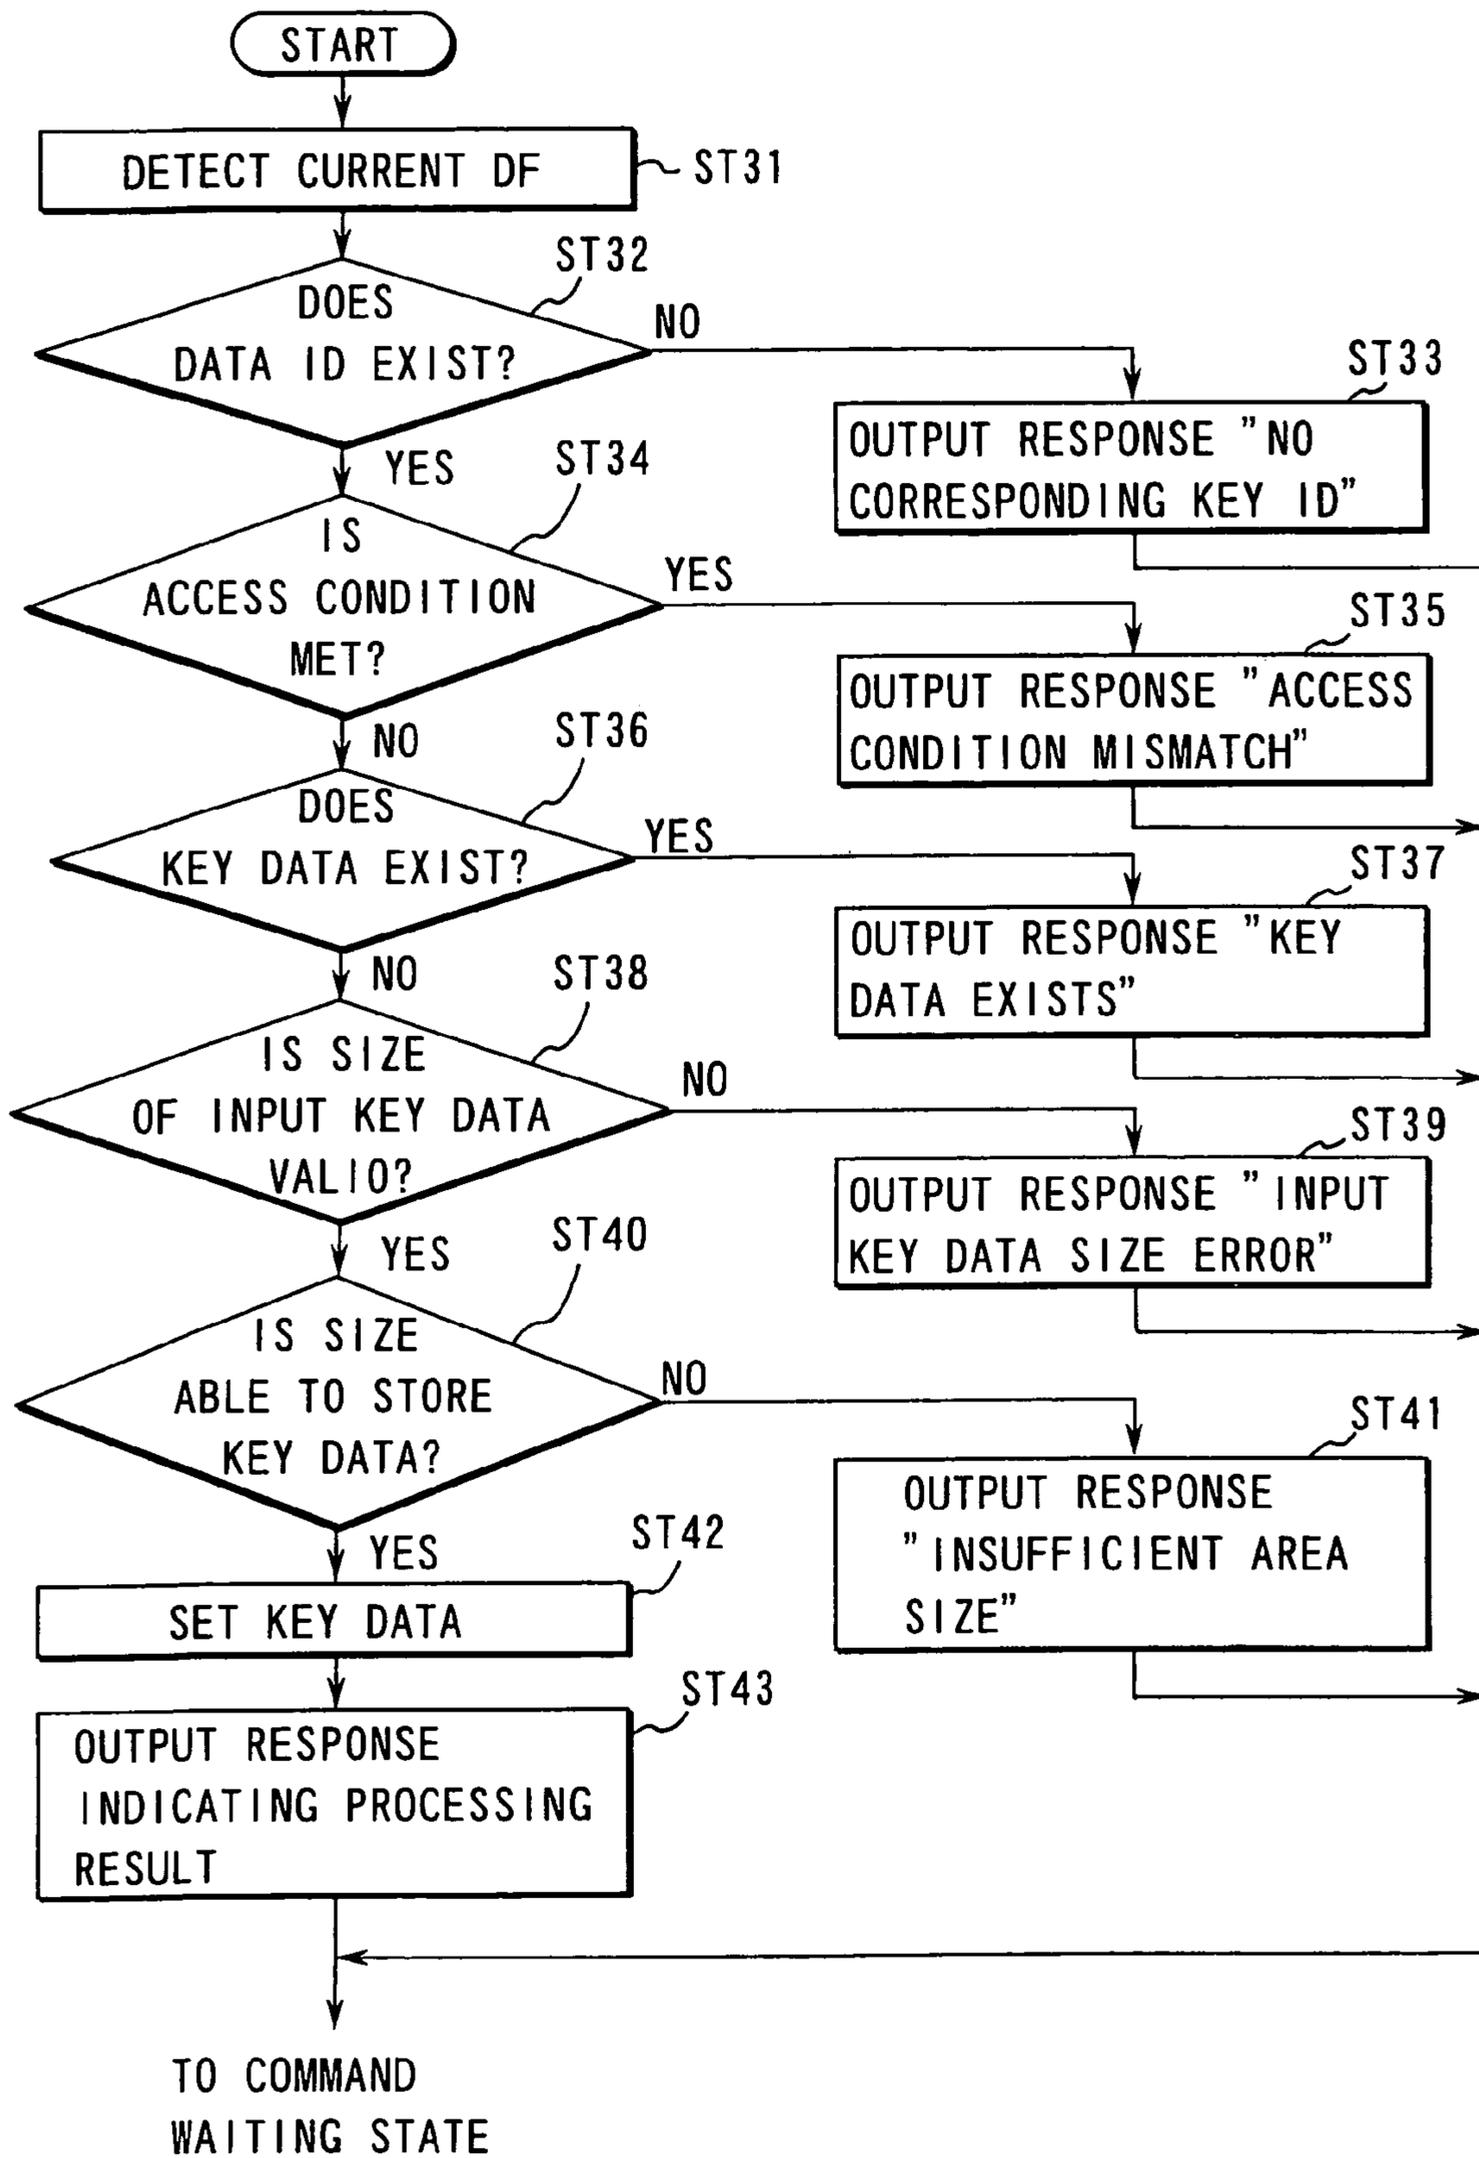 START
DETECT CURRENT DF
ST31
ST32
DOES
DATA ID EXIST?
NO
ST33
OUTPUT RESPONSE "NO
CORRESPONDING KEY ID"
YES
ST34
IS
ACCESS CONDITION
MET?
YES
ST35
OUTPUT RESPONSE "ACCESS
CONDITION MISMATCH"
NO
ST36
DOES
KEY DATA EXIST?
YES
ST37
OUTPUT RESPONSE "KEY
DATA EXISTS"
NO
ST38
IS SIZE
OF INPUT KEY DATA
VALIO?
NO
ST39
OUTPUT RESPONSE "INPUT
KEY DATA SIZE ERROR"
YES
ST40
IS SIZE
ABLE TO STORE
KEY DATA?
NO
ST41
OUTPUT RESPONSE
"INSUFFICIENT AREA
SIZE"
YES
ST42
SET KEY DATA
ST43
OUTPUT RESPONSE
INDICATING PROCESSING
RESULT
TO COMMAND
WAITING STATE